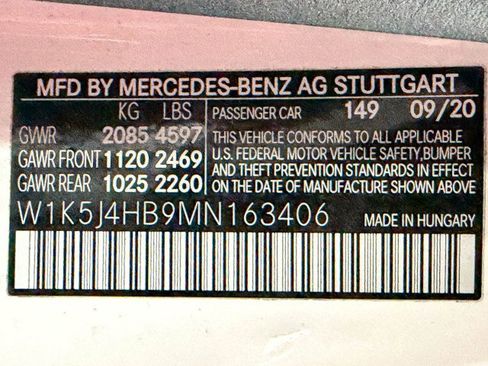 MFD BY MERCEDES-BENZ AG STUTTGART
KG LBS PASSENGER CAR 149 09/20
GVWR 2085 4597 THIS VEHICLE CONFORMS TO ALL APPLICABLE
GAWR FRONT 1120 2469 U.S. FEDERAL MOTOR VEHICLE SAFETY, BUMPER
AND THEFT PREVENTION STANDARDS IN EFFECT
GAWR REAR 1025 2260 ON THE DATE OF MANUFACTURE SHOWN ABOVE
W1K5J4HB9MN163406 MADE IN HUNGARY